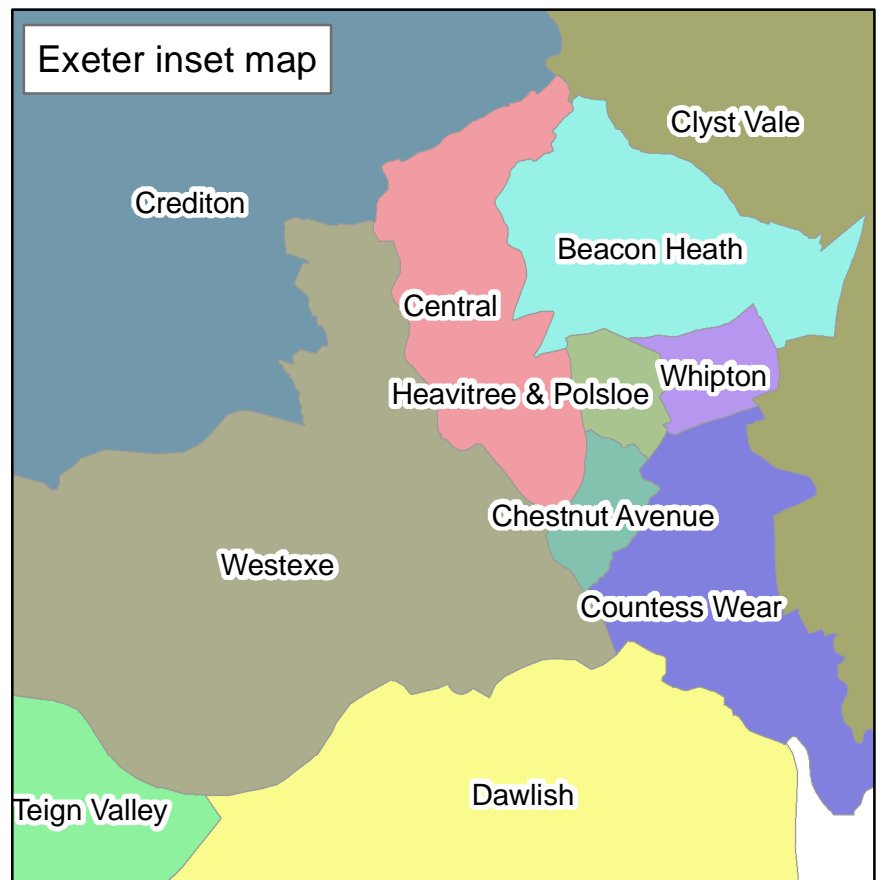 Exeter inset map
Clyst Vale
Crediton
Beacon Heath
Central
Whipton
Heavitree & Polsloe
Chestnut Avenue
Westexe
Countess Wear
Dawlish
Teign Valley